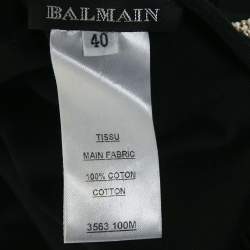 BALMAIN
40
TISSU
MAIN FABRIC
100% COTON
COTTON
3563 100M